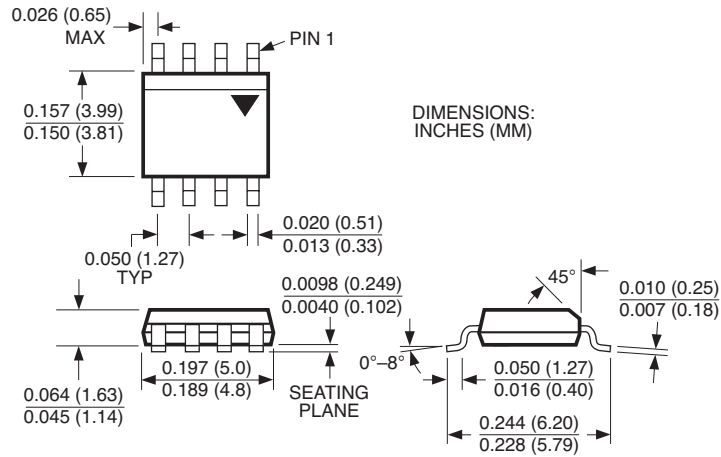 0.026 (0.65)
MAX
PIN 1
0.157 (3.99)
0.150 (3.81)
DIMENSIONS:
INCHES (MM)
0.050 (1.27)
TYP
0.020 (0.51)
0.013 (0.33)
0.0098 (0.249)
0.0040 (0.102)
0.064 (1.63)
0.045 (1.14)
0.197 (5.0)
0.189 (4.8)
SEATING
PLANE
45°
0.010 (0.25)
0.007 (0.18)
0°–8°
0.050 (1.27)
0.016 (0.40)
0.244 (6.20)
0.228 (5.79)